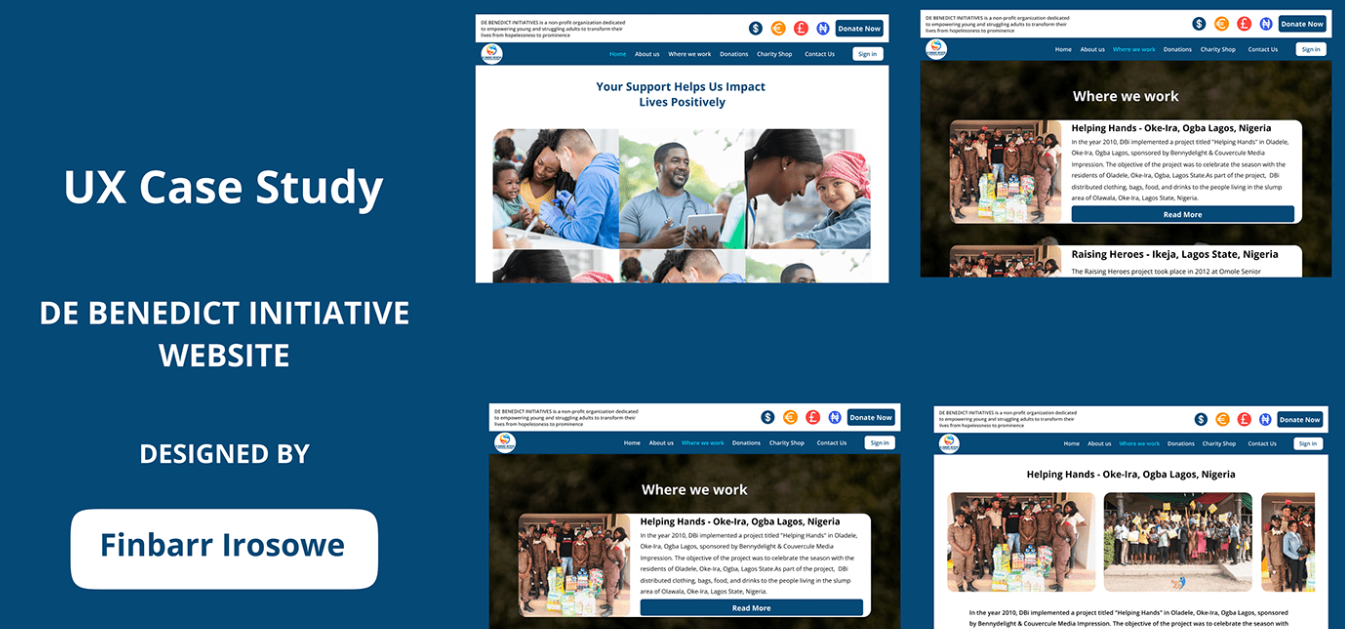 UX Case Study
DE BENEDICT INITIATIVE
WEBSITE
DESIGNED BY
Finbarr Irosowe
DE BENEDICT INITIATIVES is a non-profit organization dedicated
to empowering young and struggling adults to transform their
lives from hopelessness to prominence
$ € £ ₦ Donate Now
Home About us Where we work Donations Charity Shop Contact Us Sign in
Your Support Helps Us Impact
Lives Positively
DE BENEDICT INITIATIVES is a non-profit organization dedicated
to empowering young and struggling adults to transform their
lives from hopelessness to prominence
$ € £ ₦ Donate Now
Home About us Where we work Donations Charity Shop Contact Us Sign in
Where we work
Helping Hands - Oke-Ira, Ogba Lagos, Nigeria
In the year 2010, DBi implemented a project titled "Helping Hands" in Oladele,
Oke-Ira, Ogba Lagos, sponsored by Bennydelight & Couvercule Media
Impression. The objective of the project was to celebrate the season with the
residents of Oladele, Oke-Ira, Ogba, Lagos State.As part of the project, DBi
distributed clothing, bags, food, and drinks to the people living in the slump
area of Olawala, Oke-Ira, Lagos State, Nigeria.
Read More
Raising Heroes - Ikeja, Lagos State, Nigeria
The Raising Heroes project took place in 2012 at Omole Senior
DE BENEDICT INITIATIVES is a non-profit organization dedicated
to empowering young and struggling adults to transform their
lives from hopelessness to prominence
$ € £ ₦ Donate Now
Home About us Where we work Donations Charity Shop Contact Us Sign in
Where we work
Helping Hands - Oke-Ira, Ogba Lagos, Nigeria
In the year 2010, DBi implemented a project titled "Helping Hands" in Oladele,
Oke-Ira, Ogba Lagos, sponsored by Bennydelight & Couvercule Media
Impression. The objective of the project was to celebrate the season with the
residents of Oladele, Oke-Ira, Ogba, Lagos State.As part of the project, DBi
distributed clothing, bags, food, and drinks to the people living in the slump
area of Olawala, Oke-Ira, Lagos State, Nigeria.
Read More
DE BENEDICT INITIATIVES is a non-profit organization dedicated
to empowering young and struggling adults to transform their
lives from hopelessness to prominence
$ € £ ₦ Donate Now
Home About us Where we work Donations Charity Shop Contact Us Sign in
Helping Hands - Oke-Ira, Ogba Lagos, Nigeria
In the year 2010, DBi implemented a project titled "Helping Hands" in Oladele, Oke-Ira, Ogba Lagos, sponsored
by Bennydelight & Couvercule Media Impression. The objective of the project was to celebrate the season with